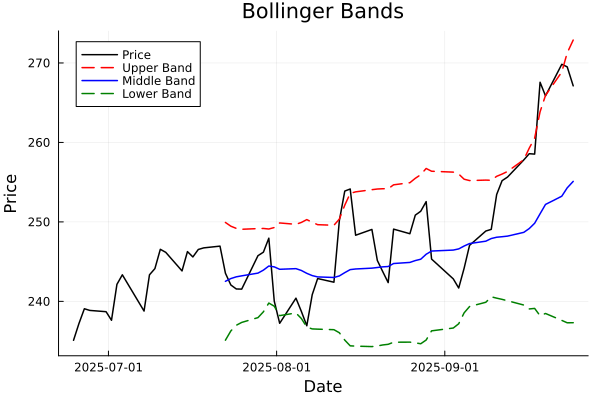 Bollinger Bands
Price
Upper Band
Middle Band
Lower Band
Price
270
260
250
240
2025-07-01
2025-08-01
2025-09-01
Date